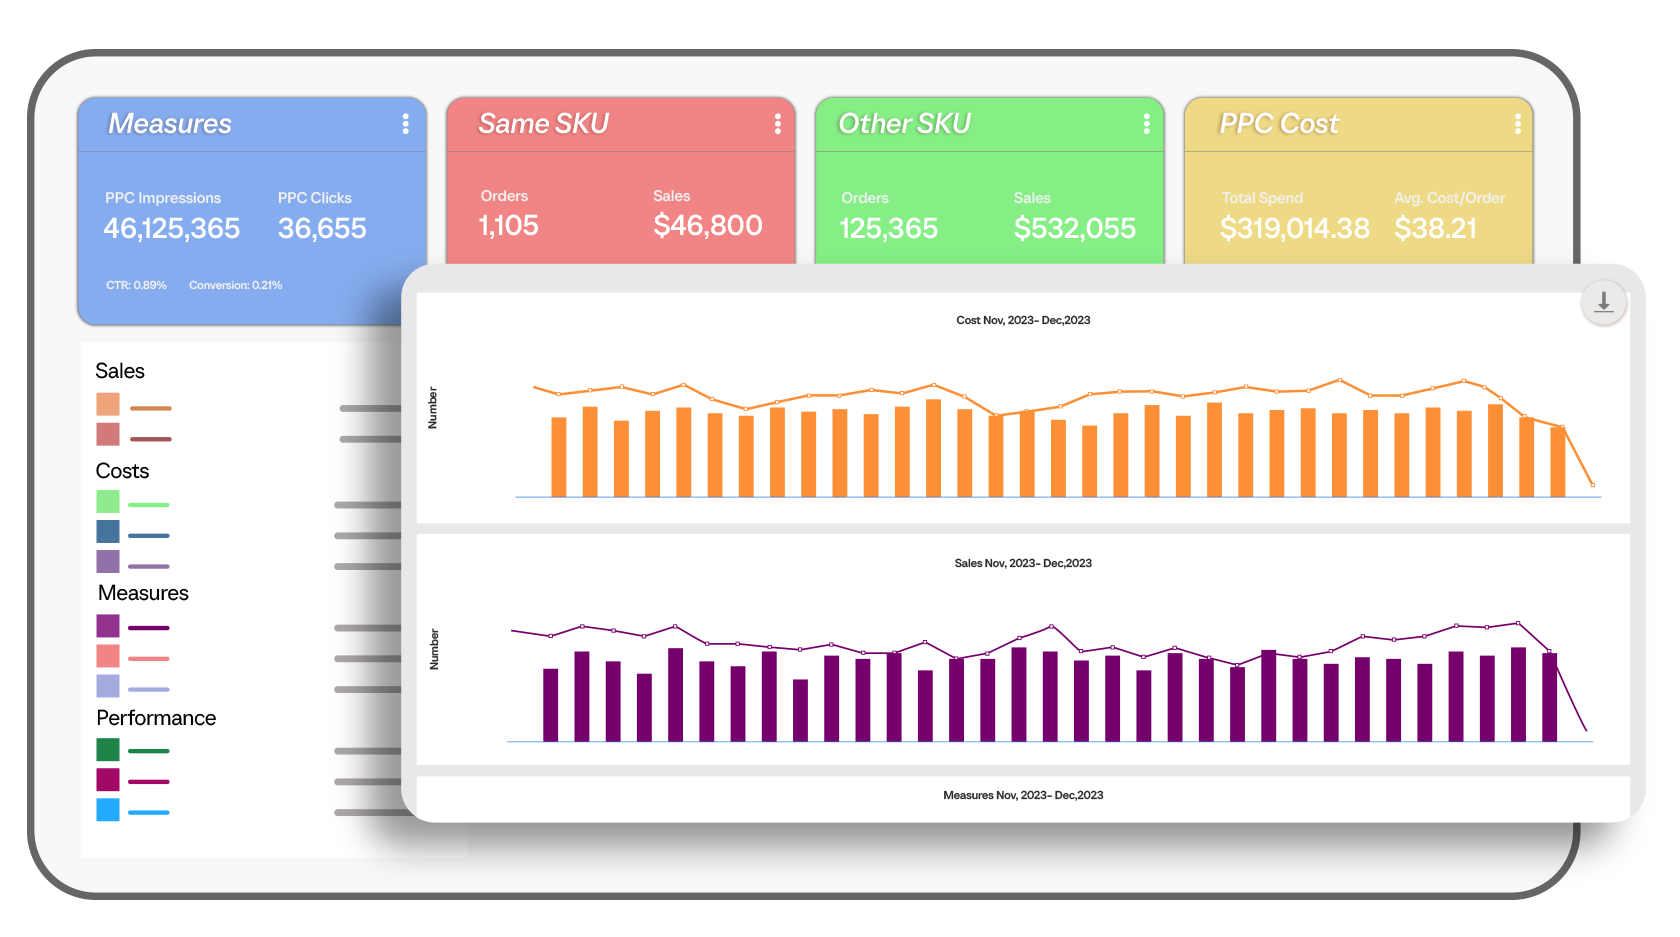 Measures
PPC Impressions
PPC Clicks
46,125,365
36,655
CTR: 0.89%
Conversion: 0.21%
Same SKU
Orders
Sales
1,105
$46,800
Other SKU
Orders
Sales
125,365
$532,055
PPC Cost
Total Spend
Avg. Cost/Order
$319,014.38
$38.21
Sales
Costs
Measures
Performance
Cost Nov, 2023- Dec,2023
Number
Sales Nov, 2023- Dec,2023
Number
Measures Nov, 2023- Dec,2023